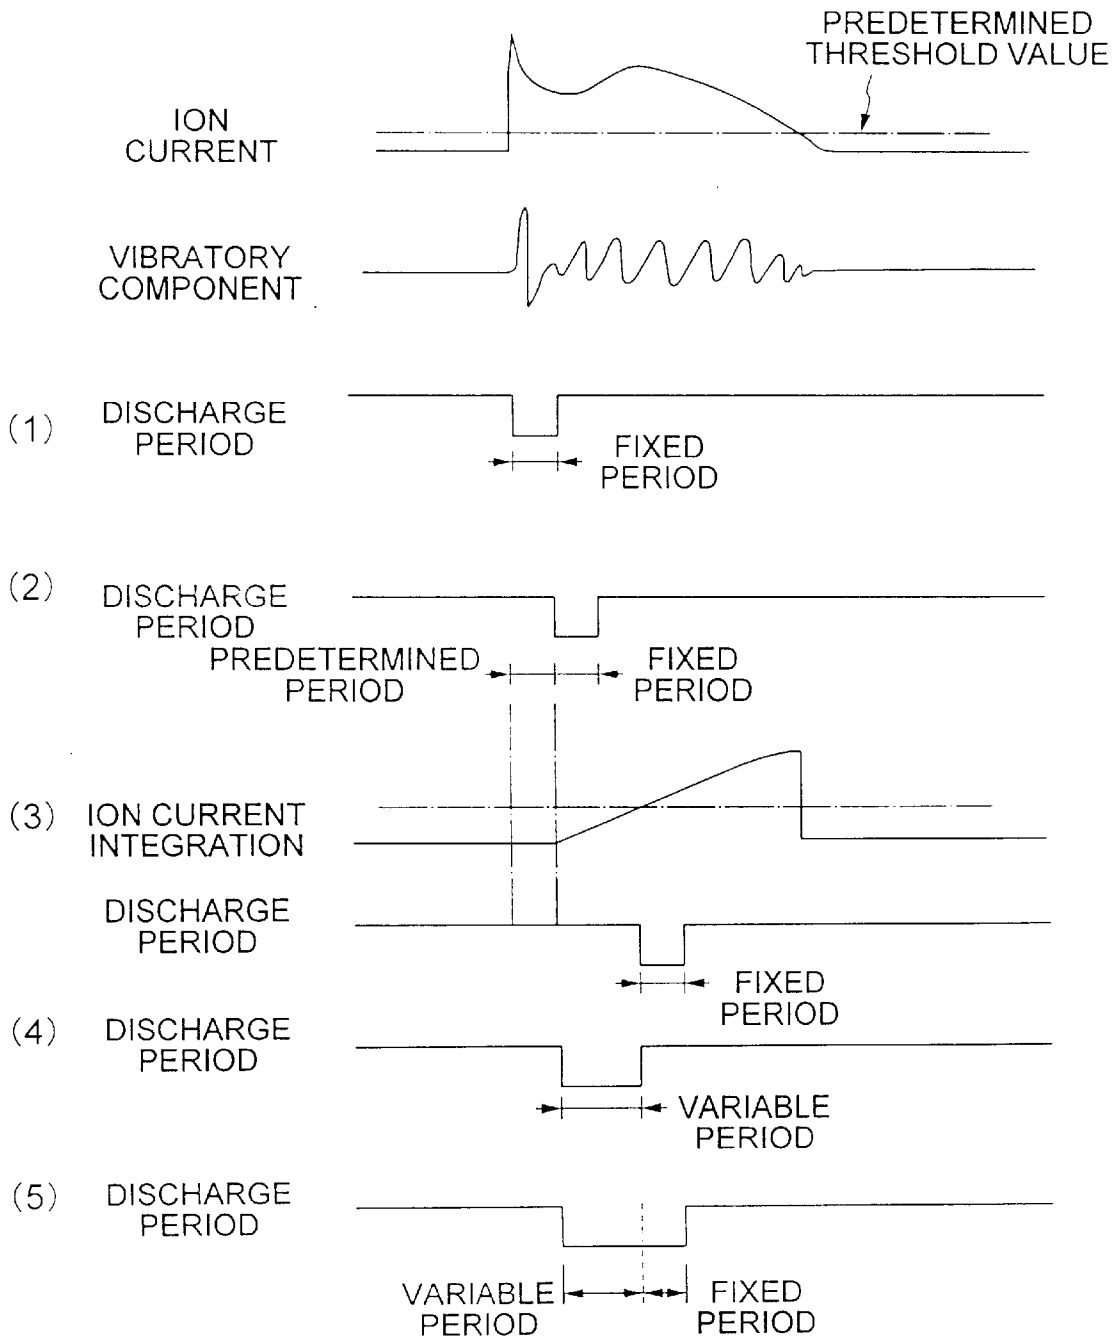 PREDETERMINED
THRESHOLD VALUE
ION
CURRENT
VIBRATORY
COMPONENT
(1) DISCHARGE
PERIOD
FIXED
PERIOD
(2) DISCHARGE
PERIOD
PREDETERMINED
PERIOD
FIXED
PERIOD
(3) ION CURRENT
INTEGRATION
DISCHARGE
PERIOD
FIXED
PERIOD
(4) DISCHARGE
PERIOD
VARIABLE
PERIOD
(5) DISCHARGE
PERIOD
VARIABLE
PERIOD
FIXED
PERIOD